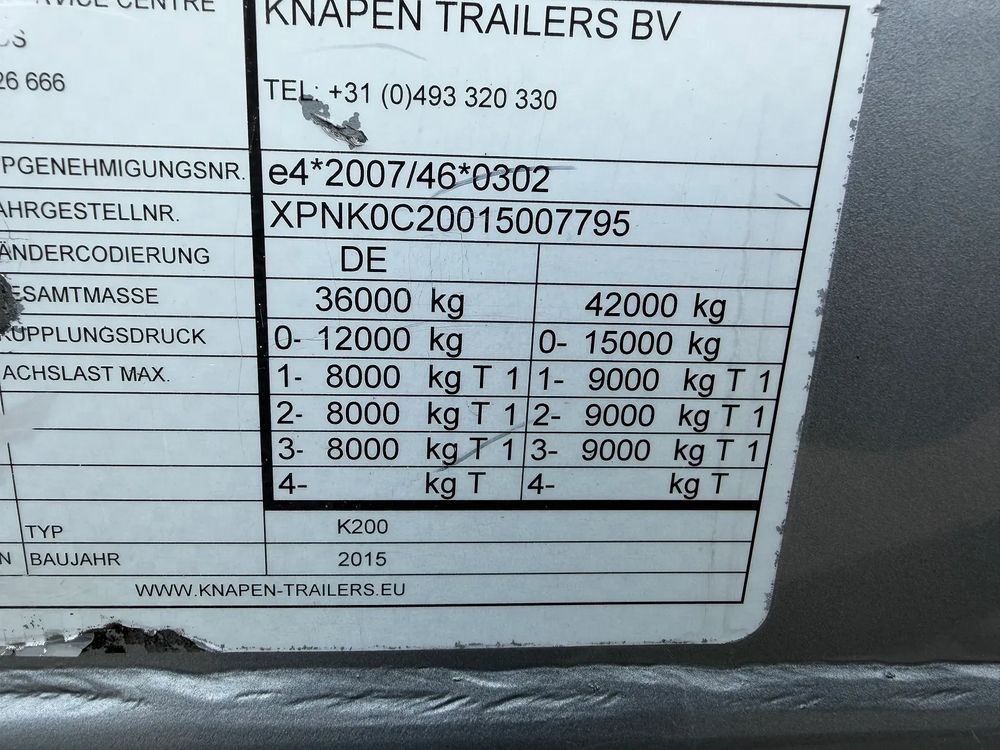 SERVICE CENTRE
KNAPEN TRAILERS BV
26 666
TEL: +31 (0)493 320 330
PGENEHMIGUNGSNR. e4*2007/46*0302
AHRGESTELLNR. XPNK0C20015007795
ÄNDERCODIERUNG DE
ESAMTMASSE 36000 kg 42000 kg
KUPPLUNGSDRUCK 0- 12000 kg 0- 15000 kg
ACHSLAST MAX. 1- 8000 kg T 1 1- 9000 kg T 1
2- 8000 kg T 1 2- 9000 kg T 1
3- 8000 kg T 1 3- 9000 kg T 1
4- kg T 4- kg T
TYP K200
N BAUJAHR 2015
WWW.KNAPEN-TRAILERS.EU